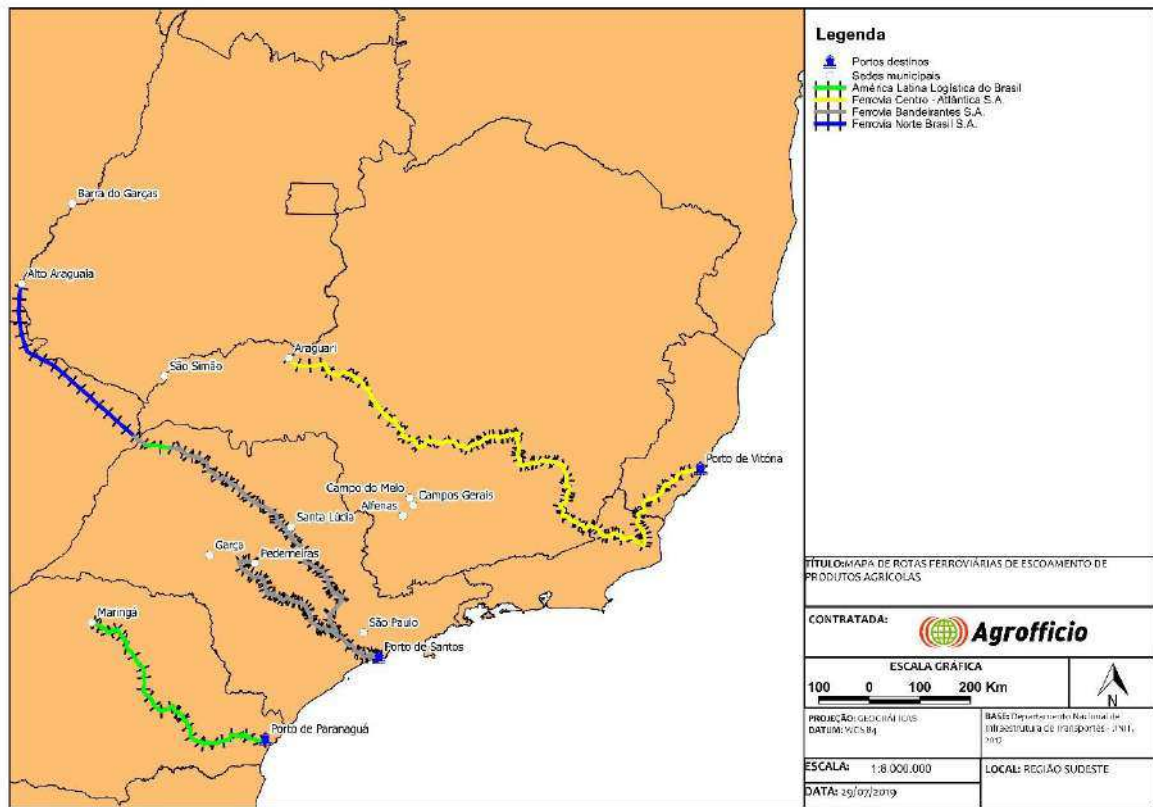 Legenda
Portos destinos
Sedes municipais
América Latina Logística do Brasil
Ferrovia Centro - Atlântica S.A.
Ferrovia Bandeirantes S.A.
Ferrovia Norte Brasil S.A.
Barra do Garças
Alto Araguaia
Araguari
São Simão
Porto de Vitória
Campo do Meio
Campos Gerais
Alfenas
Santa Lúcia
Garça
Pederneiras
Maringá
São Paulo
Porto de Santos
Porto de Paranaguá
TÍTULO:MAPA DE ROTAS FERROVIÁRIAS DE ESCOAMENTO DE
PRODUTOS AGRÍCOLAS
CONTRATADA:
Agrofficio
ESCALA GRÁFICA
100 0 100 200 Km
N
PROJEÇÃO: GEOGRÁFICAS
DATUM: WGS 84
BASE: Departamento Nacional de
Infraestrutura de Transportes - DNIT,
ESCALA: 1:8.000.000
LOCAL: REGIÃO SUDESTE
DATA: 29/07/2019